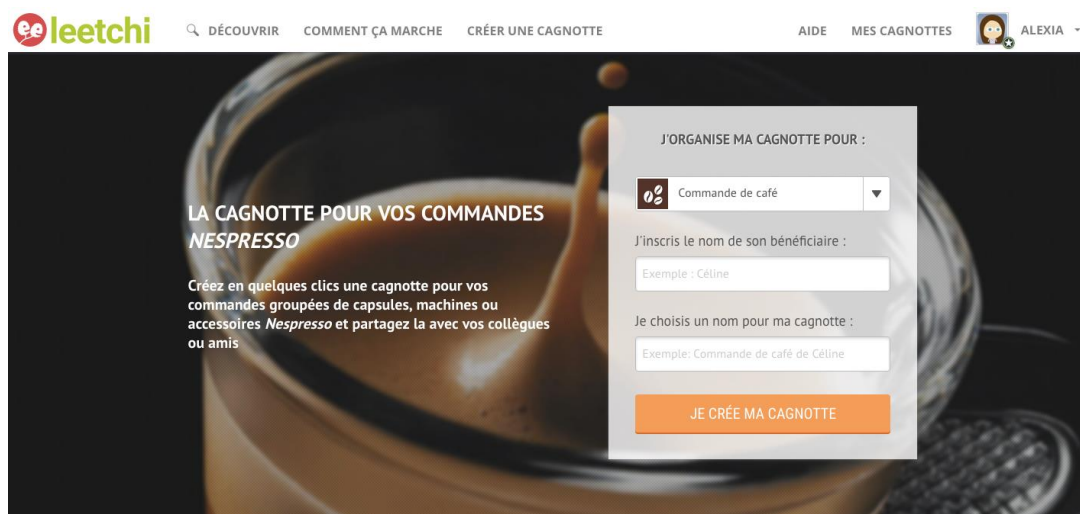 leetchi
DÉCOUVRIR
COMMENT ÇA MARCHE
CRÉER UNE CAGNOTTE
AIDE
MES CAGNOTTES
ALEXIA
LA CAGNOTTE POUR VOS COMMANDES
NESPRESSO
Créez en quelques clics une cagnotte pour vos
commandes groupées de capsules, machines ou
accessoires Nespresso et partagez la avec vos collègues
ou amis
J'ORGANISE MA CAGNOTTE POUR :
Commande de café
J'inscris le nom de son bénéficiaire :
Exemple : Céline
Je choisis un nom pour ma cagnotte :
Exemple: Commande de café de Céline
JE CRÉE MA CAGNOTTE